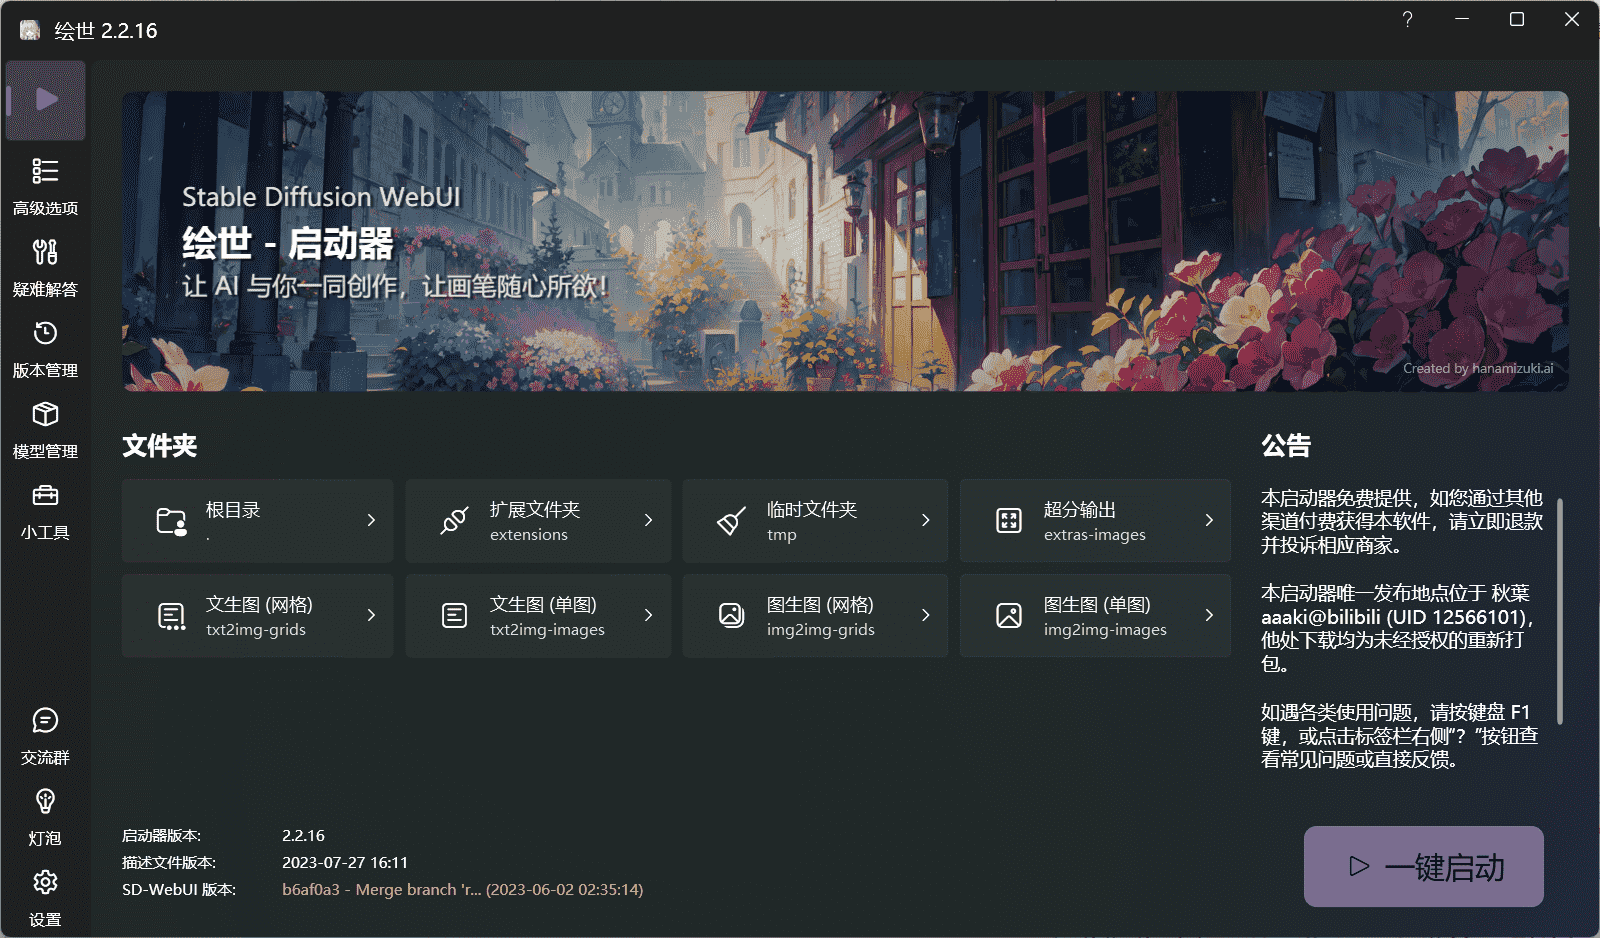 绘世 2.2.16
高级选项
疑难解答
版本管理
模型管理
小工具
交流群
灯泡
设置
Stable Diffusion WebUI
绘世 - 启动器
让 AI 与你一同创作，让画笔随心所欲！
Created by hanamizuki.ai
文件夹
根目录
.
扩展文件夹
extensions
临时文件夹
tmp
超分输出
extras-images
文生图 (网格)
txt2img-grids
文生图 (单图)
txt2img-images
图生图 (网格)
img2img-grids
图生图 (单图)
img2img-images
公告
本启动器免费提供，如您通过其他
渠道付费获得本软件，请立即退款
并投诉相应商家。
本启动器唯一发布地点位于 秋葉
aaaki@bilibili (UID 12566101)，
他处下载均为未经授权的重新打
包。
如遇各类使用问题，请按键盘 F1
键，或点击标签栏右侧“？”按钮查
看常见问题或直接反馈。
启动器版本: 2.2.16
描述文件版本: 2023-07-27 16:11
SD-WebUI 版本: b6af0a3 - Merge branch 'r... (2023-06-02 02:35:14)
一键启动